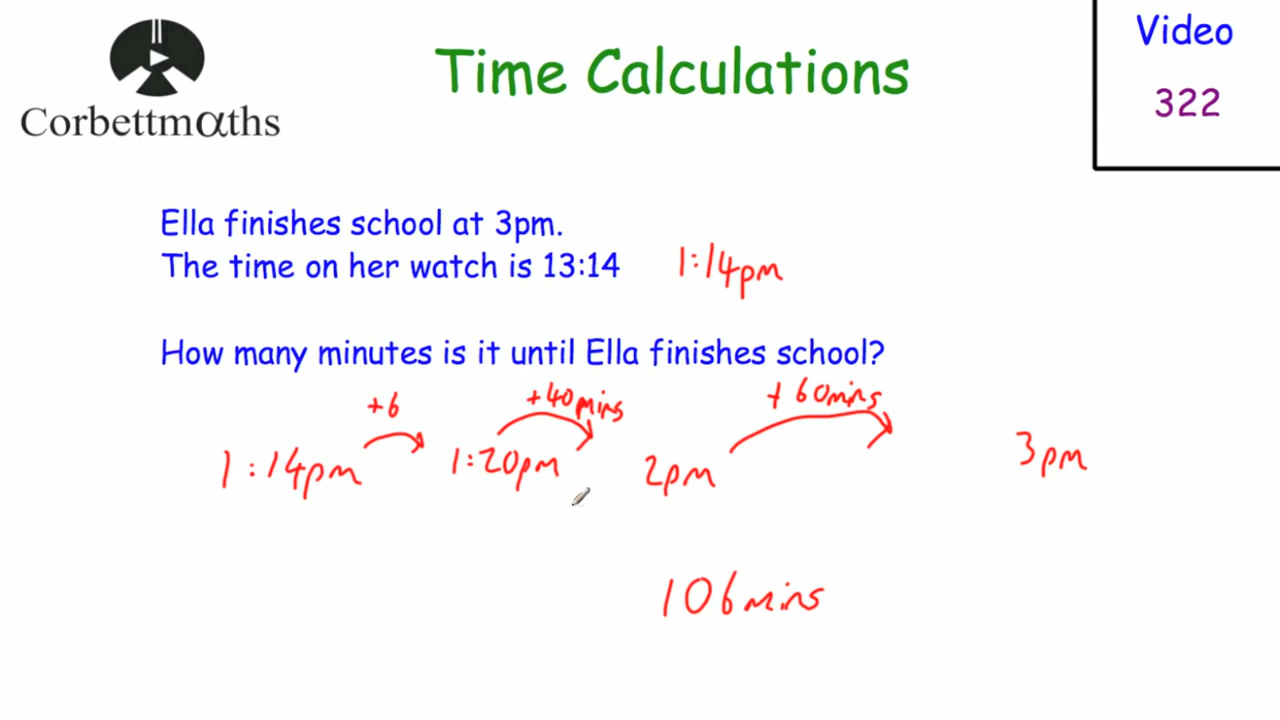 Corbettmαths
Time Calculations
Video
322
Ella finishes school at 3pm.
The time on her watch is 13:14
1:14pm
How many minutes is it until Ella finishes school?
+6
+40mins
+60mins
1:14pm
1:20pm
2pm
3pm
106mins